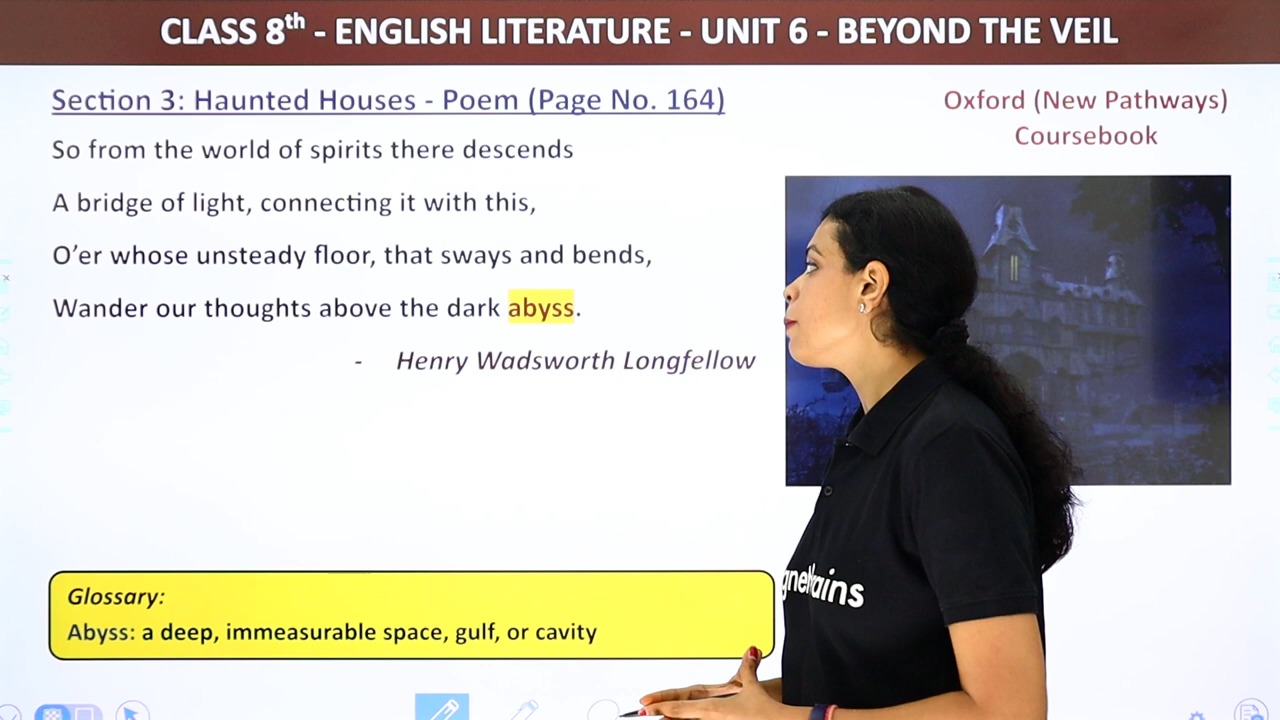 CLASS 8th - ENGLISH LITERATURE - UNIT 6 - BEYOND THE VEIL
Section 3: Haunted Houses - Poem (Page No. 164)
Oxford (New Pathways)
Coursebook
So from the world of spirits there descends
A bridge of light, connecting it with this,
O’er whose unsteady floor, that sways and bends,
Wander our thoughts above the dark abyss.
- Henry Wadsworth Longfellow
Glossary:
Abyss: a deep, immeasurable space, gulf, or cavity